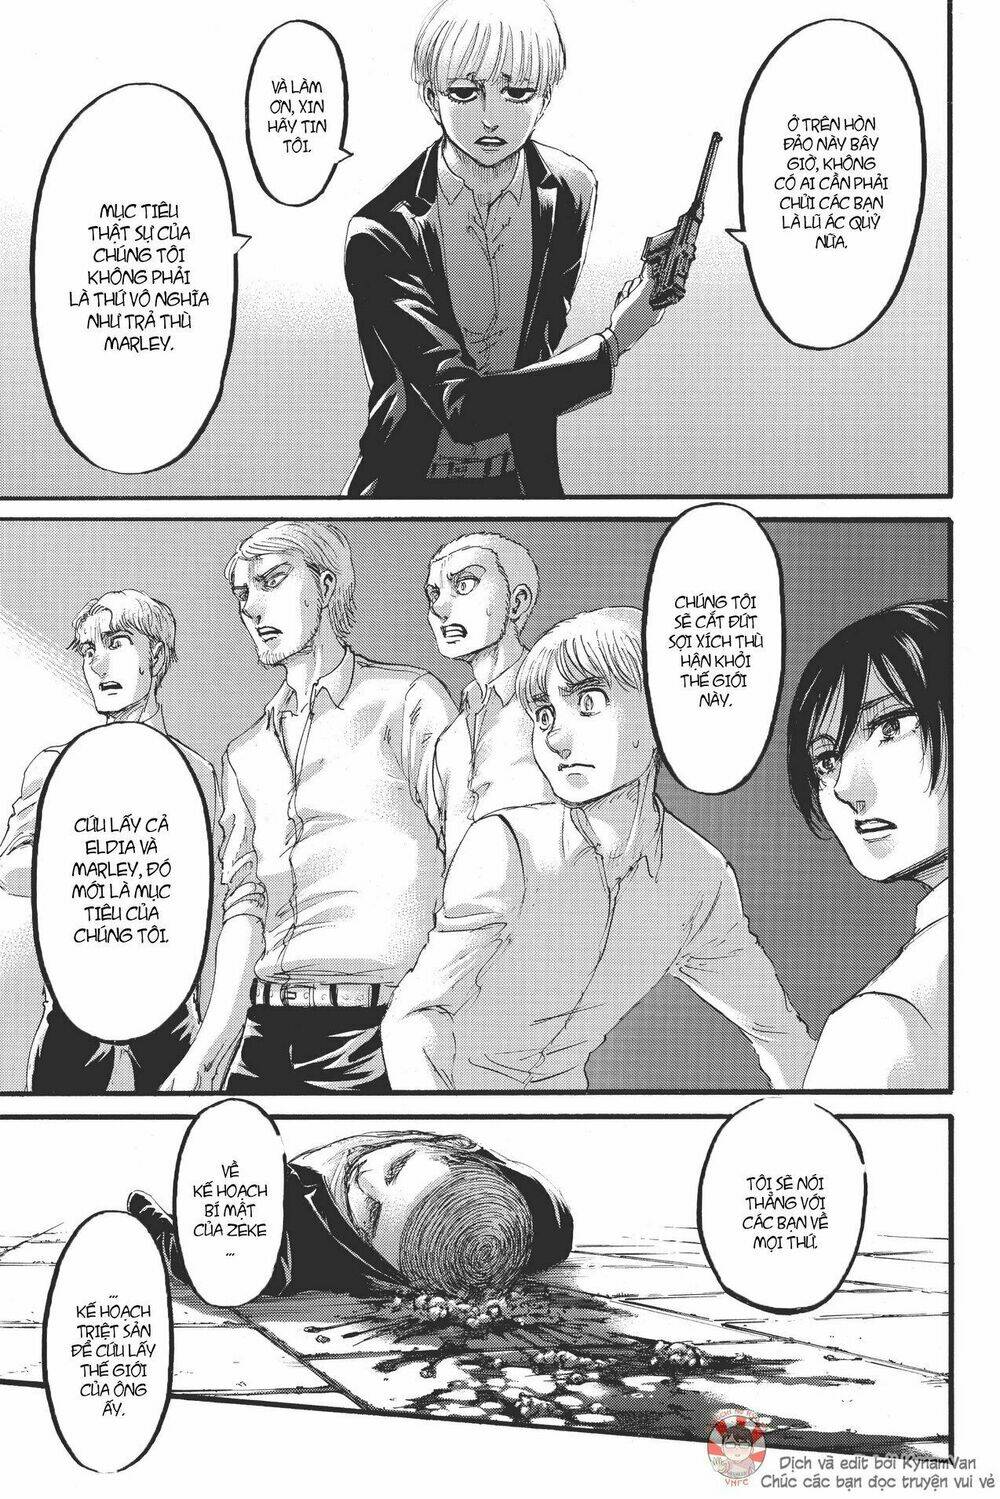 Ở TRÊN HÒN
ĐẢO NÀY BÂY
GIỜ, KHÔNG
CÓ AI CẦN PHẢI
CHỬI CÁC BẠN
LÀ LŨ ÁC QUỶ
NỮA.
VÀ LÀM
ƠN, XIN
HÃY TIN
TÔI.
MỤC TIÊU
THẬT SỰ CỦA
CHÚNG TÔI
KHÔNG PHẢI
LÀ THỨ VÔ NGHĨA
NHƯ TRẢ THÙ
MARLEY.
CHÚNG TÔI
SẼ CẮT ĐỨT
SỢI XÍCH THÙ
HẬN KHỎI
THẾ GIỚI
NÀY.
CỨU LẤY CẢ
ELDIA VÀ
MARLEY, ĐÓ
MỚI LÀ MỤC
TIÊU CỦA
CHÚNG TÔI.
TÔI SẼ NÓI
THẲNG VỚI
CÁC BẠN VỀ
MỌI THỨ.
VỀ
KẾ HOẠCH
BÍ MẬT
CỦA ZEKE
...
...
KẾ HOẠCH
TRIỆT SẢN
ĐỂ CỨU LẤY
THẾ GIỚI
CỦA ÔNG
ẤY.
VNFC
Dịch và edit bởi KynamVan
Chúc các bạn đọc truyện vui vẻ